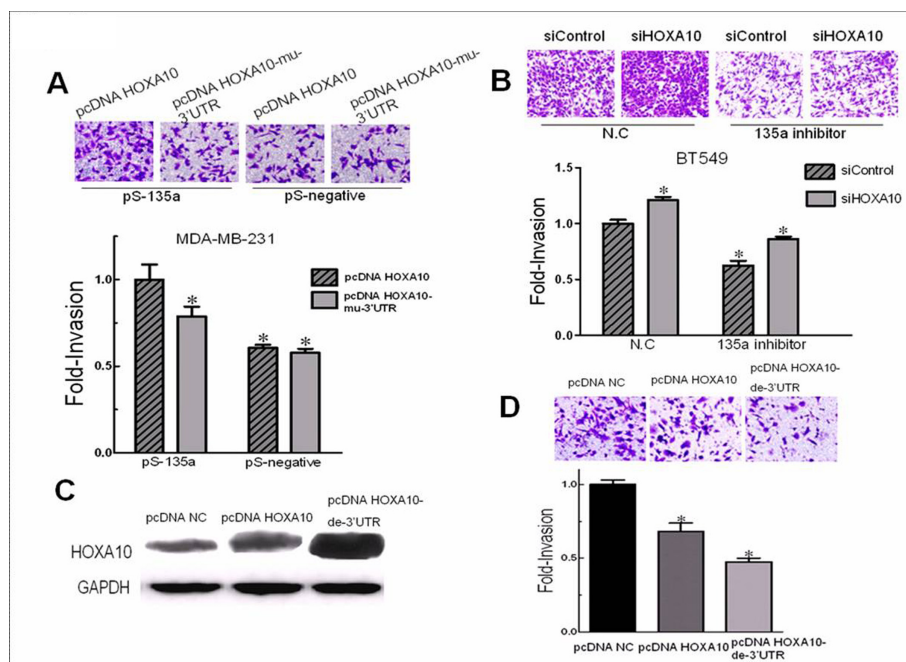 A
pcDNA HOXA10
pcDNA HOXA10-mu-
3'UTR
pcDNA HOXA10
pcDNA HOXA10-mu-
3'UTR
pS-135a
pS-negative
MDA-MB-231
pcDNA HOXA10
pcDNA HOXA10-
mu-3'UTR
Fold-Invasion
1.0
0.5
0.0
*
*
*
pS-135a
pS-negative
B
siControl
siHOXA10
siControl
siHOXA10
N.C
135a inhibitor
BT549
siControl
siHOXA10
Fold-Invasion
1.5
1.0
0.5
0.0
*
*
*
N.C
135a inhibitor
C
pcDNA NC
pcDNA HOXA10
pcDNA HOXA10-
de-3'UTR
HOXA10
GAPDH
D
pcDNA NC
pcDNA HOXA10
pcDNA HOXA10-
de-3'UTR
Fold-Invasion
1.0
0.5
0.0
*
*
pcDNA NC
pcDNA HOXA10
pcDNA HOXA10-
de-3'UTR